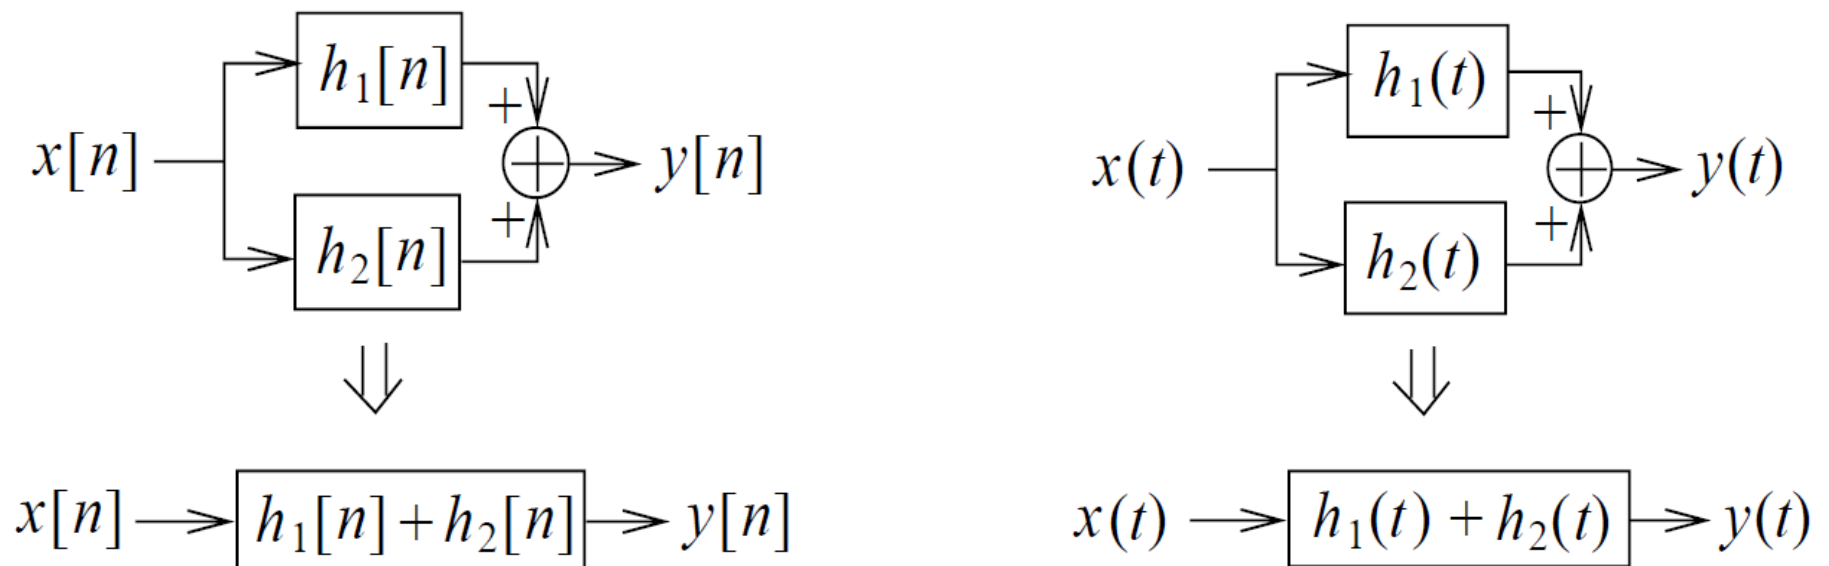 h₁[n]
x[n] + y[n]
+
h₂[n]
x[n] h₁[n] + h₂[n] y[n]
h₁(t)
x(t) + y(t)
+
h₂(t)
x(t) h₁(t) + h₂(t) y(t)